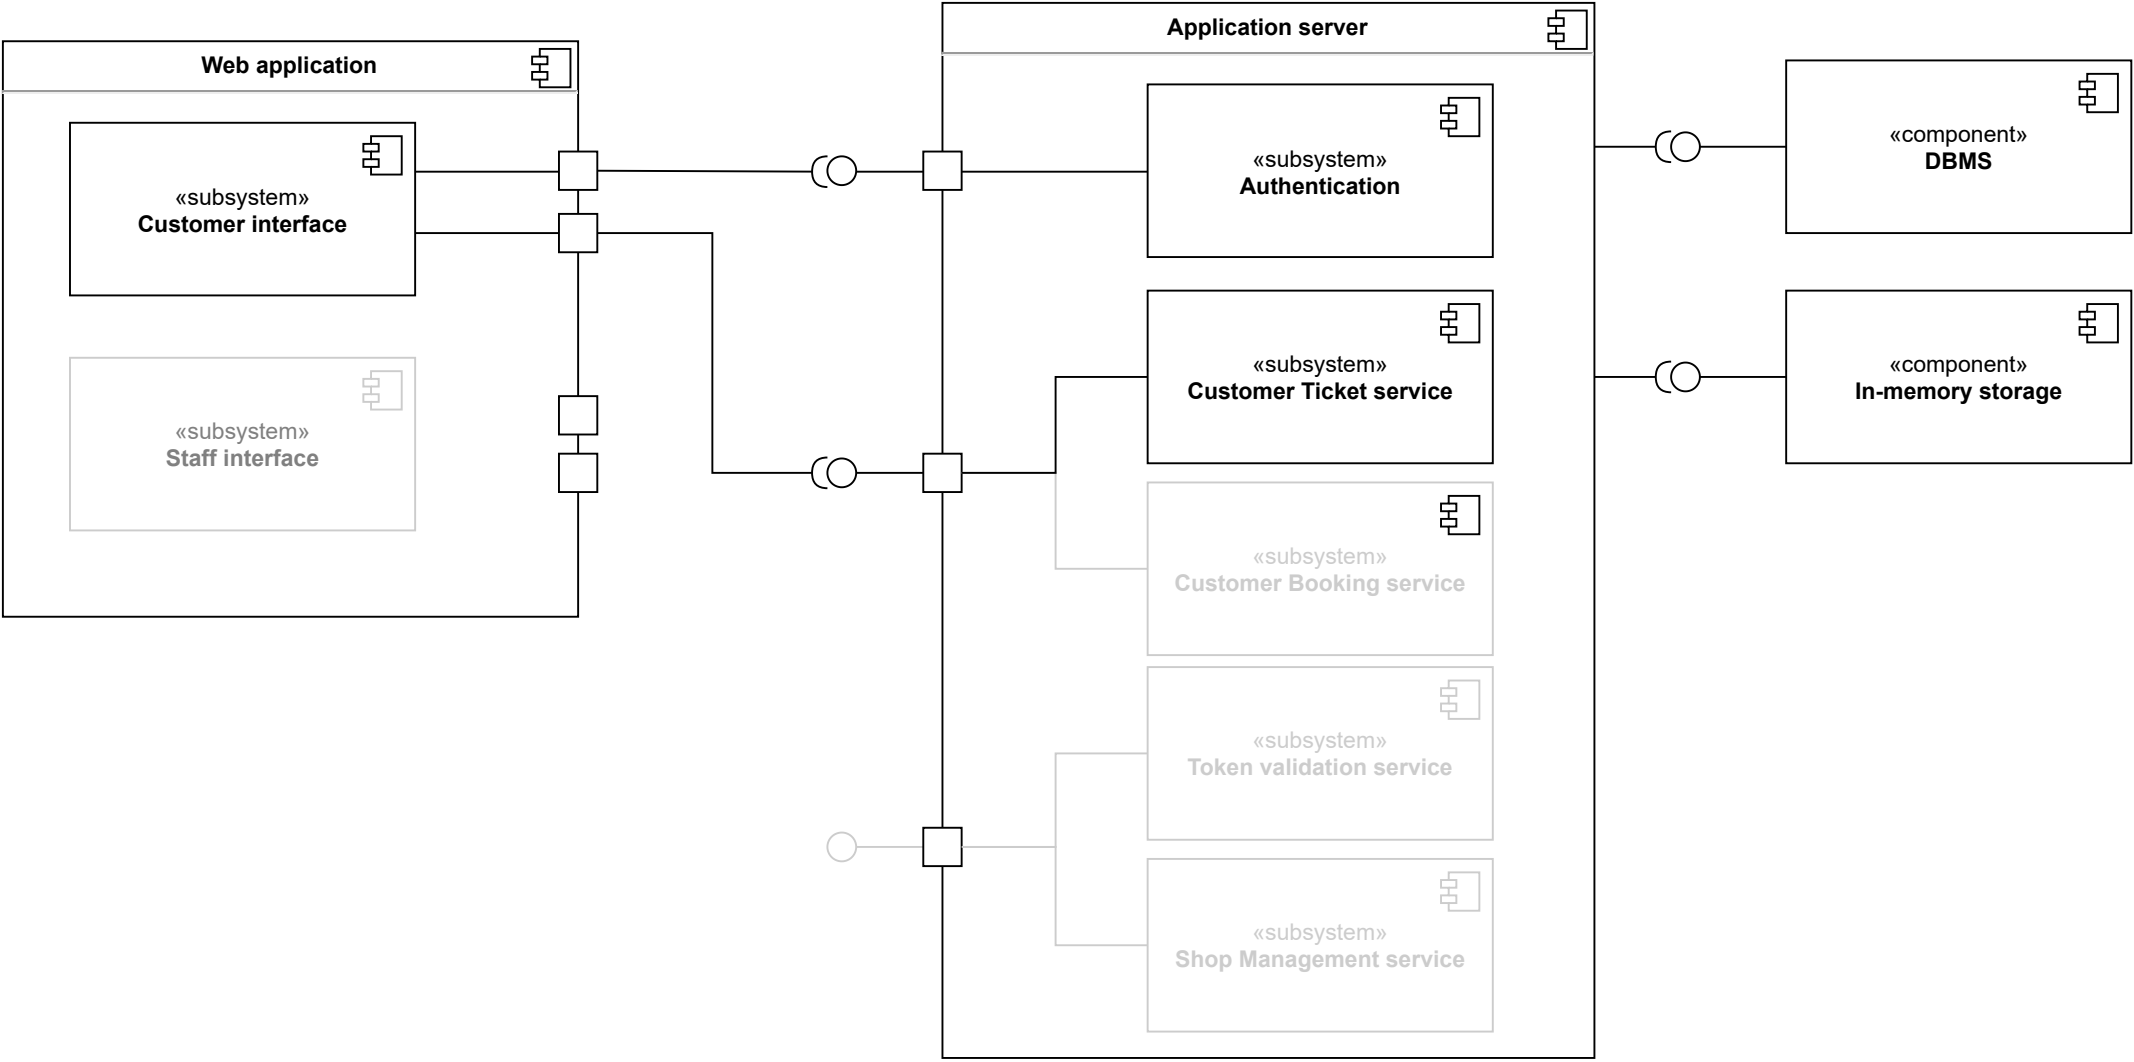 Web application
«subsystem»
Customer interface
«subsystem»
Staff interface
Application server
«subsystem»
Authentication
«subsystem»
Customer Ticket service
«subsystem»
Customer Booking service
«subsystem»
Token validation service
«subsystem»
Shop Management service
«component»
DBMS
«component»
In-memory storage